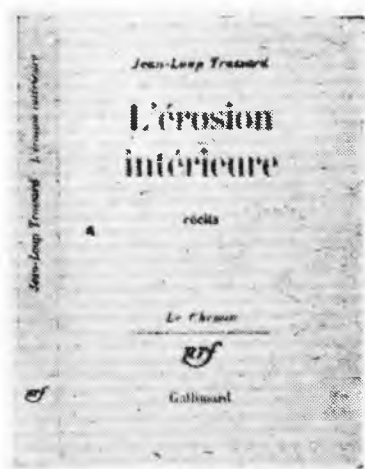 Jean-Loup Trassard
L'érosion
intérieure
récits
Le Chemin
nrf
Gallimard
Jean-Loup Trassard L'érosion intérieure
nrf